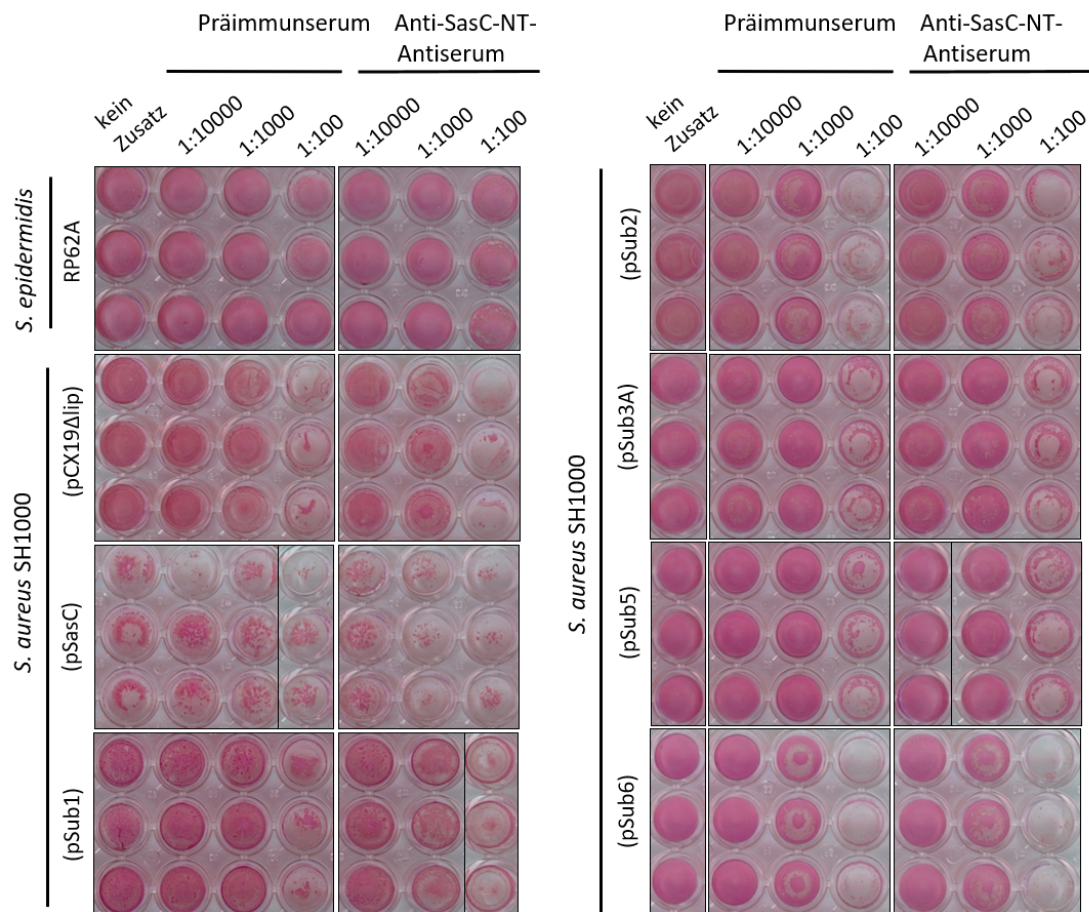 Präimmunserum
Anti-SasC-NT-
Antiserum
kein
Zusatz
1:10000
1:1000
1:100
1:10000
1:1000
1:100
S. epidermidis
RP62A
S. aureus SH1000
(pCX19Δlip)
(pSasC)
(pSub1)
Präimmunserum
Anti-SasC-NT-
Antiserum
kein
Zusatz
1:10000
1:1000
1:100
1:10000
1:1000
1:100
S. aureus SH1000
(pSub2)
(pSub3A)
(pSub5)
(pSub6)